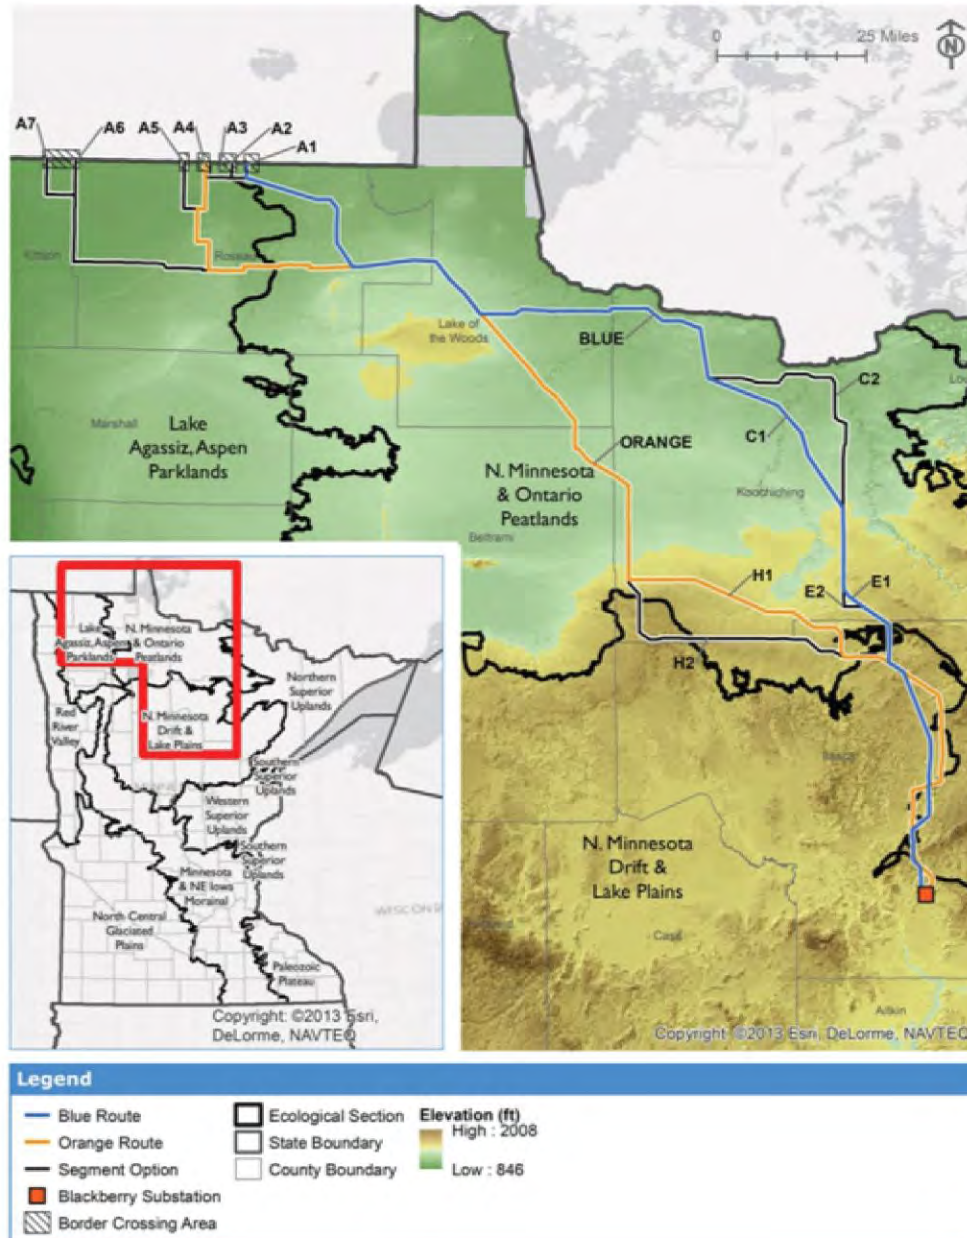 0 25 Miles
N
A7
A6
A5
A4
A3
A2
A1
Kittson
Roseau
Lake of
the Woods
BLUE
C2
C1
Marshall
Lake
Agassiz, Aspen
Parklands
ORANGE
N. Minnesota
& Ontario
Peatlands
Koochiching
Beltrami
H1
E2
E1
H2
Itasca
N. Minnesota
Drift &
Lake Plains
Cass
Aitkin
Copyright: ©2013 Esri, DeLorme, NAVTEQ
Lake
Agassiz, Aspen
Parklands
N. Minnesota
& Ontario
Peatlands
Northern
Superior
Uplands
Red
River
Valley
N. Minnesota
Drift &
Lake Plains
Southern
Superior
Uplands
Western
Superior
Uplands
Southern
Superior
Uplands
Minnesota
& NE Iowa
Morainal
North Central
Glaciated
Plains
Paleozoic
Plateau
Copyright: ©2013 Esri,
DeLorme, NAVTEQ
Legend
Blue Route
Orange Route
Segment Option
Blackberry Substation
Border Crossing Area
Ecological Section
State Boundary
County Boundary
Elevation (ft)
High : 2008
Low : 846